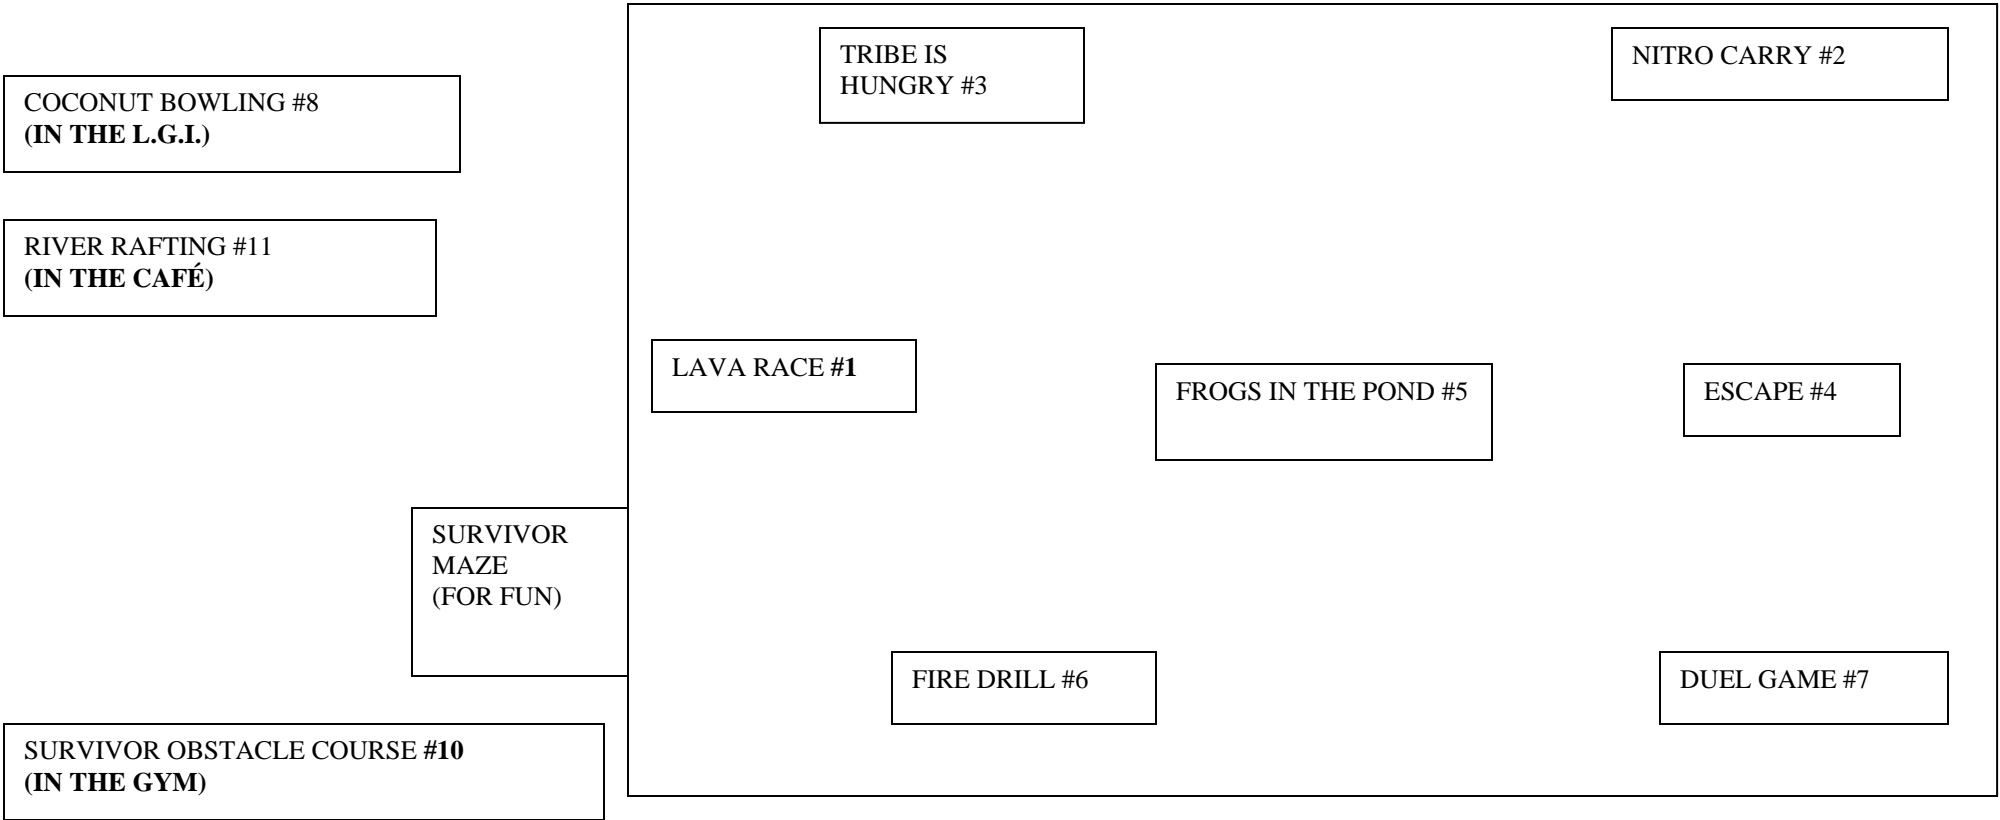 TRIBE IS
HUNGRY #3
NITRO CARRY #2
COCONUT BOWLING #8
(IN THE L.G.I.)
RIVER RAFTING #11
(IN THE CAFÉ)
LAVA RACE #1
FROGS IN THE POND #5
ESCAPE #4
SURVIVOR
MAZE
(FOR FUN)
FIRE DRILL #6
DUEL GAME #7
SURVIVOR OBSTACLE COURSE #10
(IN THE GYM)